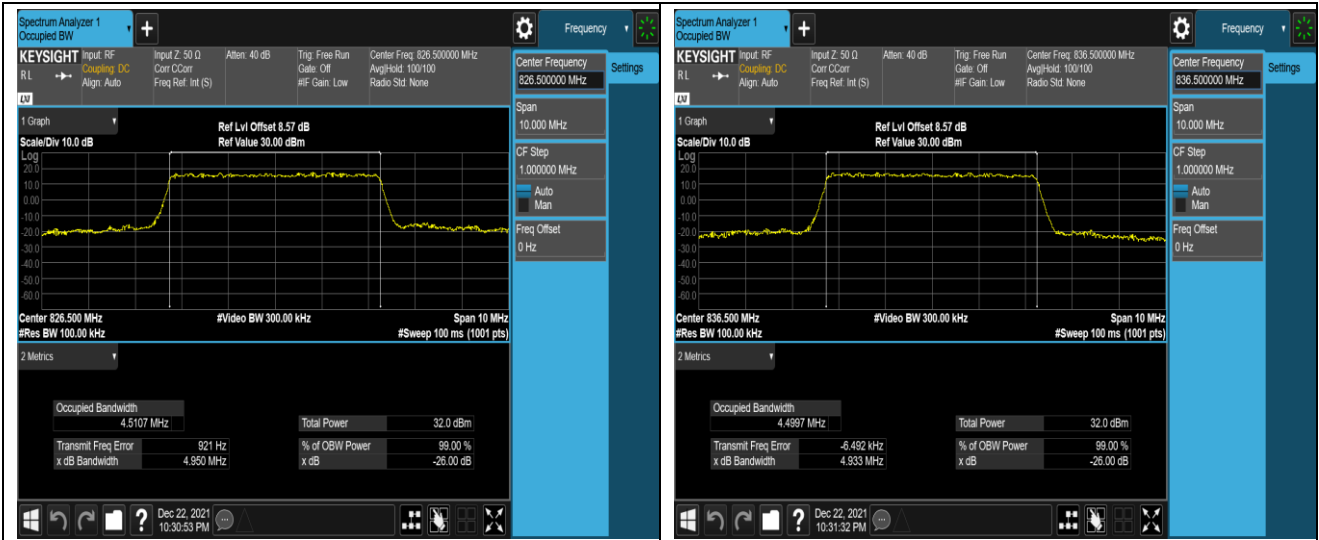 Spectrum Analyzer 1
Occupied BW
+
Frequency
KEYSIGHT
RL
LXI
Input: RF
Coupling: DC
Align: Auto
Input Z: 50 Ω
Corr CCorr
Freq Ref: Int (S)
Atten: 40 dB
Trig: Free Run
Gate: Off
#IF Gain: Low
Center Freq: 826.500000 MHz
Avg|Hold: 100/100
Radio Std: None
Center Frequency
826.500000 MHz
Settings
Span
10.000 MHz
CF Step
1.000000 MHz
Auto
Man
Freq Offset
0 Hz
1 Graph
Ref Lvl Offset 8.57 dB
Scale/Div 10.0 dB
Ref Value 30.00 dBm
Log
20.0
10.0
0.00
-10.0
-20.0
-30.0
-40.0
-50.0
-60.0
Center 826.500 MHz
#Video BW 300.00 kHz
Span 10 MHz
#Res BW 100.00 kHz
#Sweep 100 ms (1001 pts)
2 Metrics
Occupied Bandwidth
4.5107 MHz
Total Power 32.0 dBm
Transmit Freq Error 921 Hz
% of OBW Power 99.00 %
x dB Bandwidth 4.950 MHz
x dB -26.00 dB
?
Dec 22, 2021
10:30:53 PM
Spectrum Analyzer 1
Occupied BW
+
Frequency
KEYSIGHT
RL
LXI
Input: RF
Coupling: DC
Align: Auto
Input Z: 50 Ω
Corr CCorr
Freq Ref: Int (S)
Atten: 40 dB
Trig: Free Run
Gate: Off
#IF Gain: Low
Center Freq: 836.500000 MHz
Avg|Hold: 100/100
Radio Std: None
Center Frequency
836.500000 MHz
Settings
Span
10.000 MHz
CF Step
1.000000 MHz
Auto
Man
Freq Offset
0 Hz
1 Graph
Ref Lvl Offset 8.57 dB
Scale/Div 10.0 dB
Ref Value 30.00 dBm
Log
20.0
10.0
0.00
-10.0
-20.0
-30.0
-40.0
-50.0
-60.0
Center 836.500 MHz
#Video BW 300.00 kHz
Span 10 MHz
#Res BW 100.00 kHz
#Sweep 100 ms (1001 pts)
2 Metrics
Occupied Bandwidth
4.4997 MHz
Total Power 32.0 dBm
Transmit Freq Error -6.492 kHz
% of OBW Power 99.00 %
x dB Bandwidth 4.933 MHz
x dB -26.00 dB
?
Dec 22, 2021
10:31:32 PM